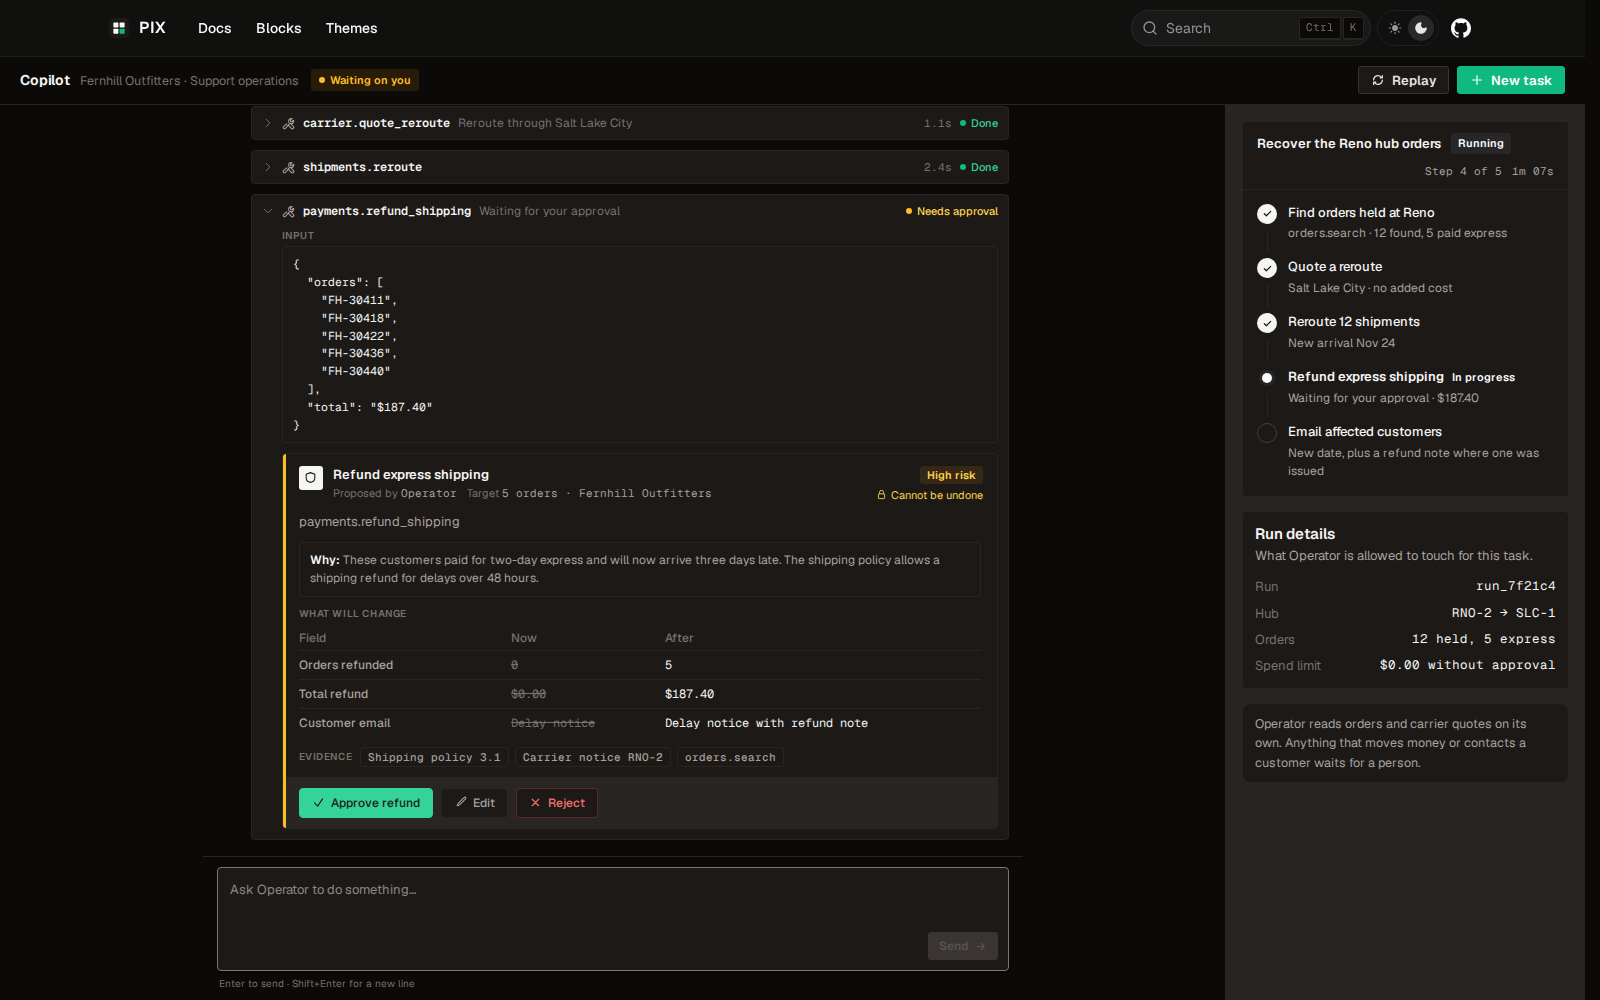 PIX Docs Blocks Themes Search Ctrl K
Copilot Fernhill Outfitters · Support operations Waiting on you Replay New task
carrier.quote_reroute Reroute through Salt Lake City 1.1s Done
shipments.reroute 2.4s Done
payments.refund_shipping Waiting for your approval Needs approval
INPUT
{
"orders": [
"FH-30411",
"FH-30418",
"FH-30422",
"FH-30436",
"FH-30440"
],
"total": "$187.40"
}
Refund express shipping High risk
Proposed by Operator Target 5 orders · Fernhill Outfitters Cannot be undone
payments.refund_shipping
Why: These customers paid for two-day express and will now arrive three days late. The shipping policy allows a
shipping refund for delays over 48 hours.
WHAT WILL CHANGE
Field Now After
Orders refunded 0 5
Total refund $0.00 $187.40
Customer email Delay notice Delay notice with refund note
EVIDENCE Shipping policy 3.1 Carrier notice RNO-2 orders.search
Approve refund Edit Reject
Ask Operator to do something…
Send →
Enter to send · Shift+Enter for a new line
Recover the Reno hub orders Running
Step 4 of 5 1m 07s
Find orders held at Reno
orders.search · 12 found, 5 paid express
Quote a reroute
Salt Lake City · no added cost
Reroute 12 shipments
New arrival Nov 24
Refund express shipping In progress
Waiting for your approval · $187.40
Email affected customers
New date, plus a refund note where one was
issued
Run details
What Operator is allowed to touch for this task.
Run run_7f21c4
Hub RNO-2 → SLC-1
Orders 12 held, 5 express
Spend limit $0.00 without approval
Operator reads orders and carrier quotes on its
own. Anything that moves money or contacts a
customer waits for a person.